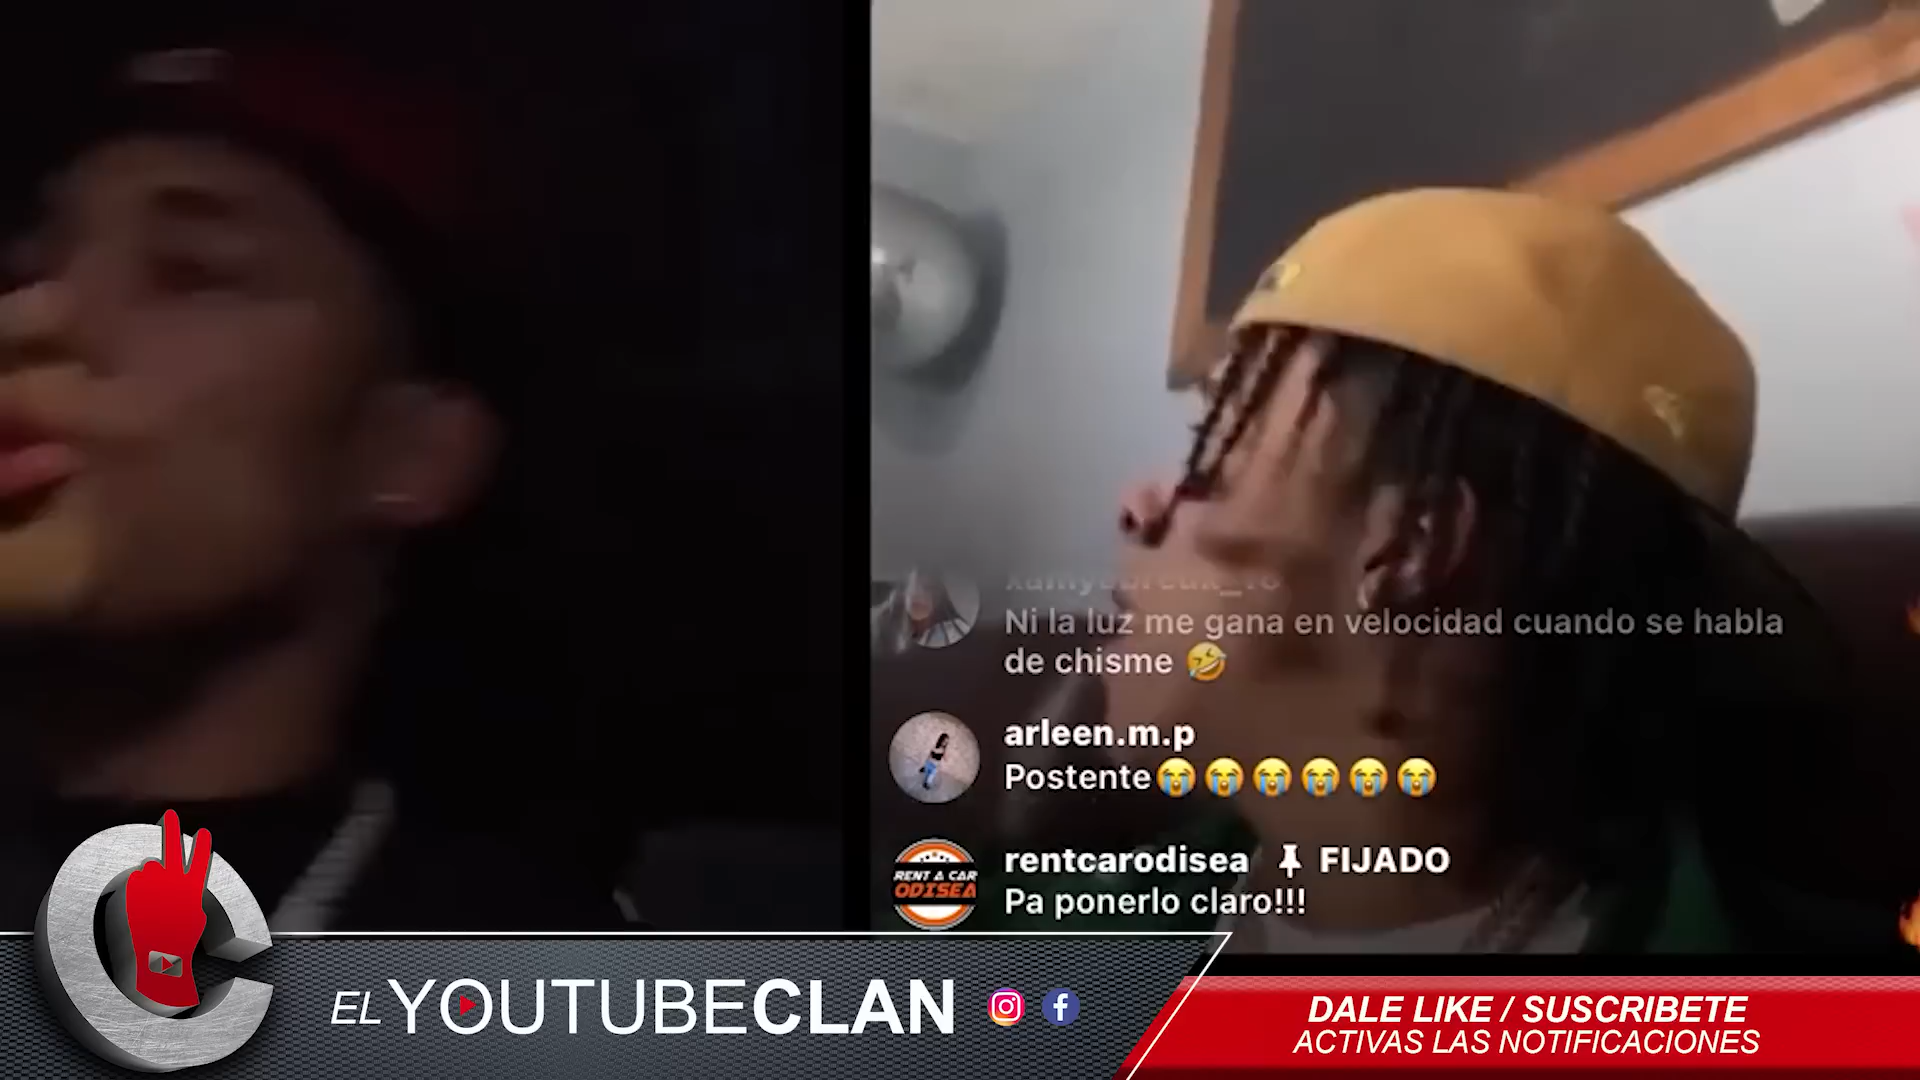 Ni la luz me gana en velocidad cuando se habla
de chisme 🤣
arleen.m.p
Postente😭😭😭😭😭😭
RENT A CAR
ODISEA
rentcarodisea FIJADO
Pa ponerlo claro!!!
EL YOUTUBECLAN
DALE LIKE / SUSCRIBETE
ACTIVAS LAS NOTIFICACIONES